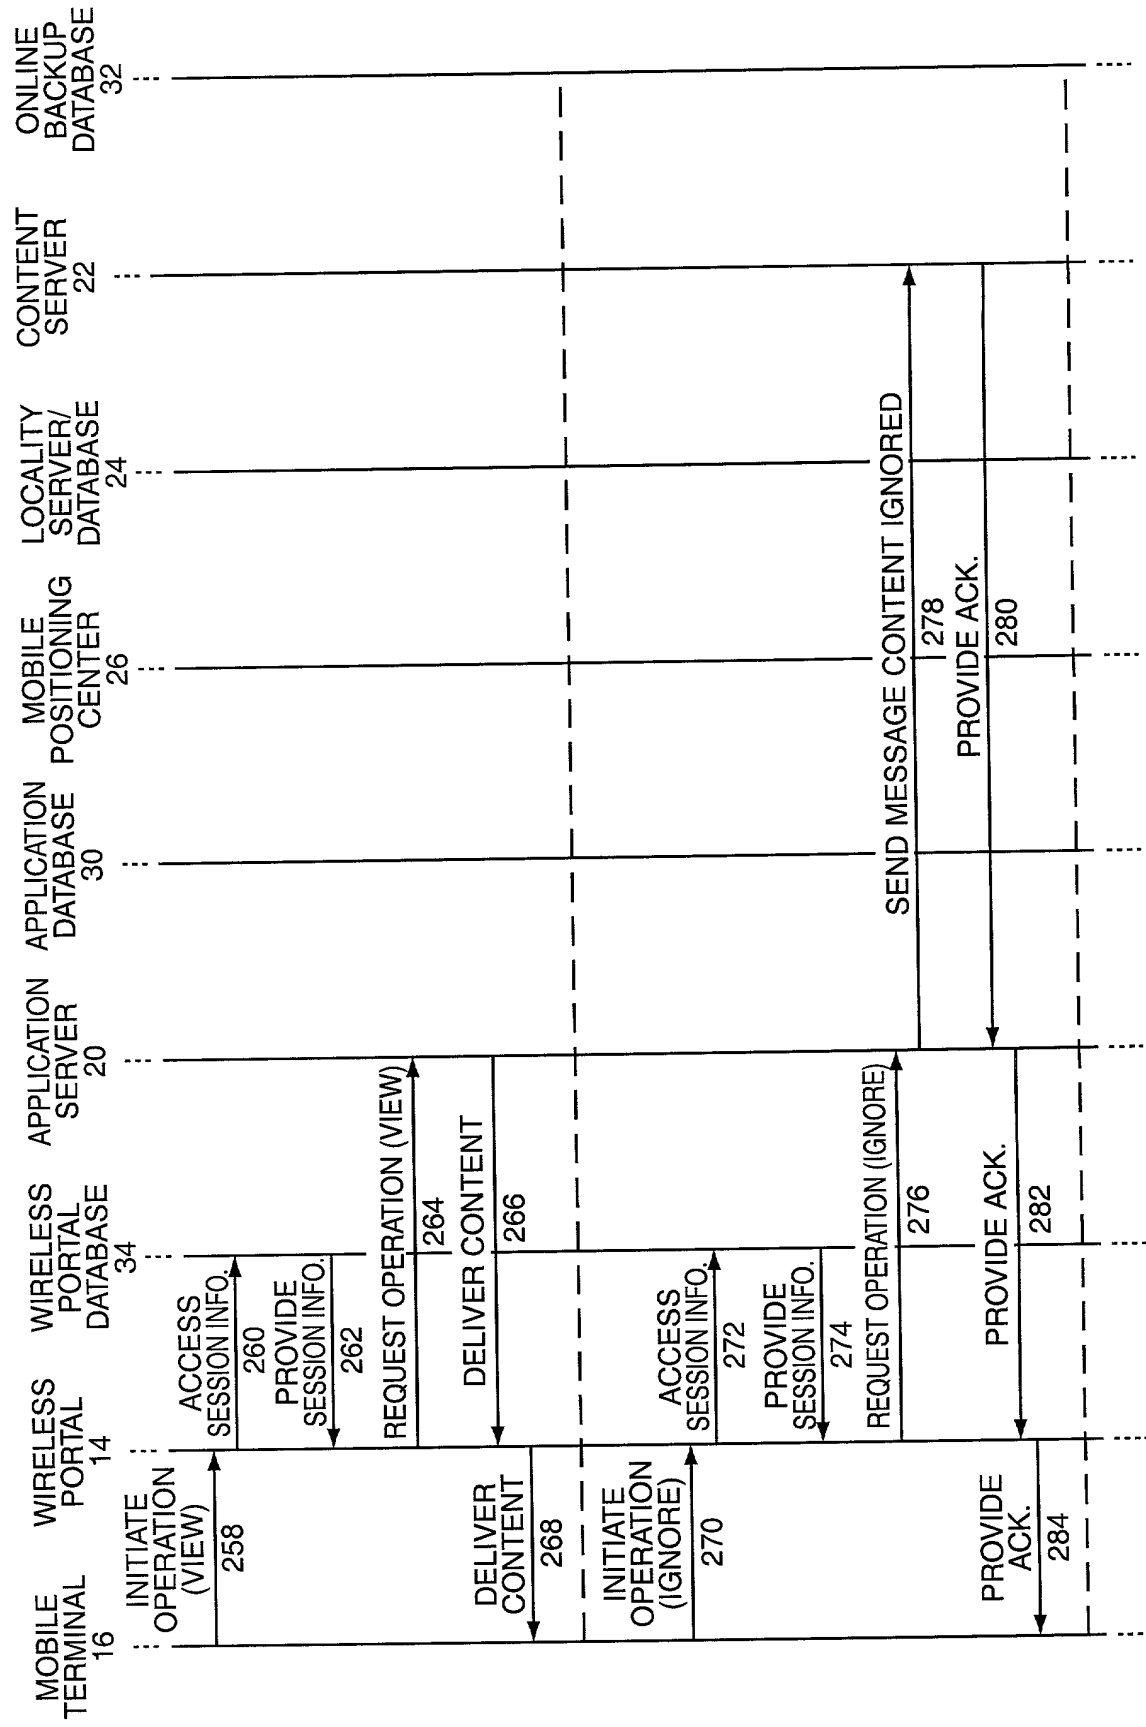 MOBILE
TERMINAL
16
WIRELESS
PORTAL
14
WIRELESS
PORTAL
DATABASE
34
APPLICATION
SERVER
20
APPLICATION
DATABASE
30
MOBILE
POSITIONING
CENTER
26
LOCALITY
SERVER/
DATABASE
24
CONTENT
SERVER
22
ONLINE
BACKUP
DATABASE
32
INITIATE
OPERATION
(VIEW)
258
ACCESS
SESSION INFO.
260
PROVIDE
SESSION INFO.
262
REQUEST OPERATION (VIEW)
264
DELIVER CONTENT
266
DELIVER
CONTENT
268
INITIATE
OPERATION
(IGNORE)
270
ACCESS
SESSION INFO.
272
PROVIDE
SESSION INFO.
274
REQUEST OPERATION (IGNORE)
276
SEND MESSAGE CONTENT IGNORED
278
PROVIDE ACK.
280
PROVIDE ACK.
282
PROVIDE
ACK.
284